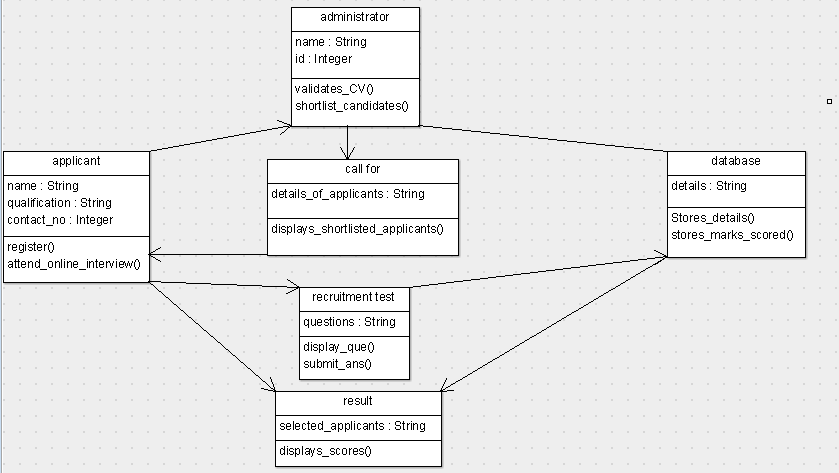 administrator
name : String
id : Integer
validates_CV()
shortlist_candidates()
applicant
name : String
qualification : String
contact_no : Integer
register()
attend_online_interview()
call for
details_of_applicants : String
displays_shortlisted_applicants()
database
details : String
Stores_details()
stores_marks_scored()
recruitment test
questions : String
display_que()
submit_ans()
result
selected_applicants : String
displays_scores()